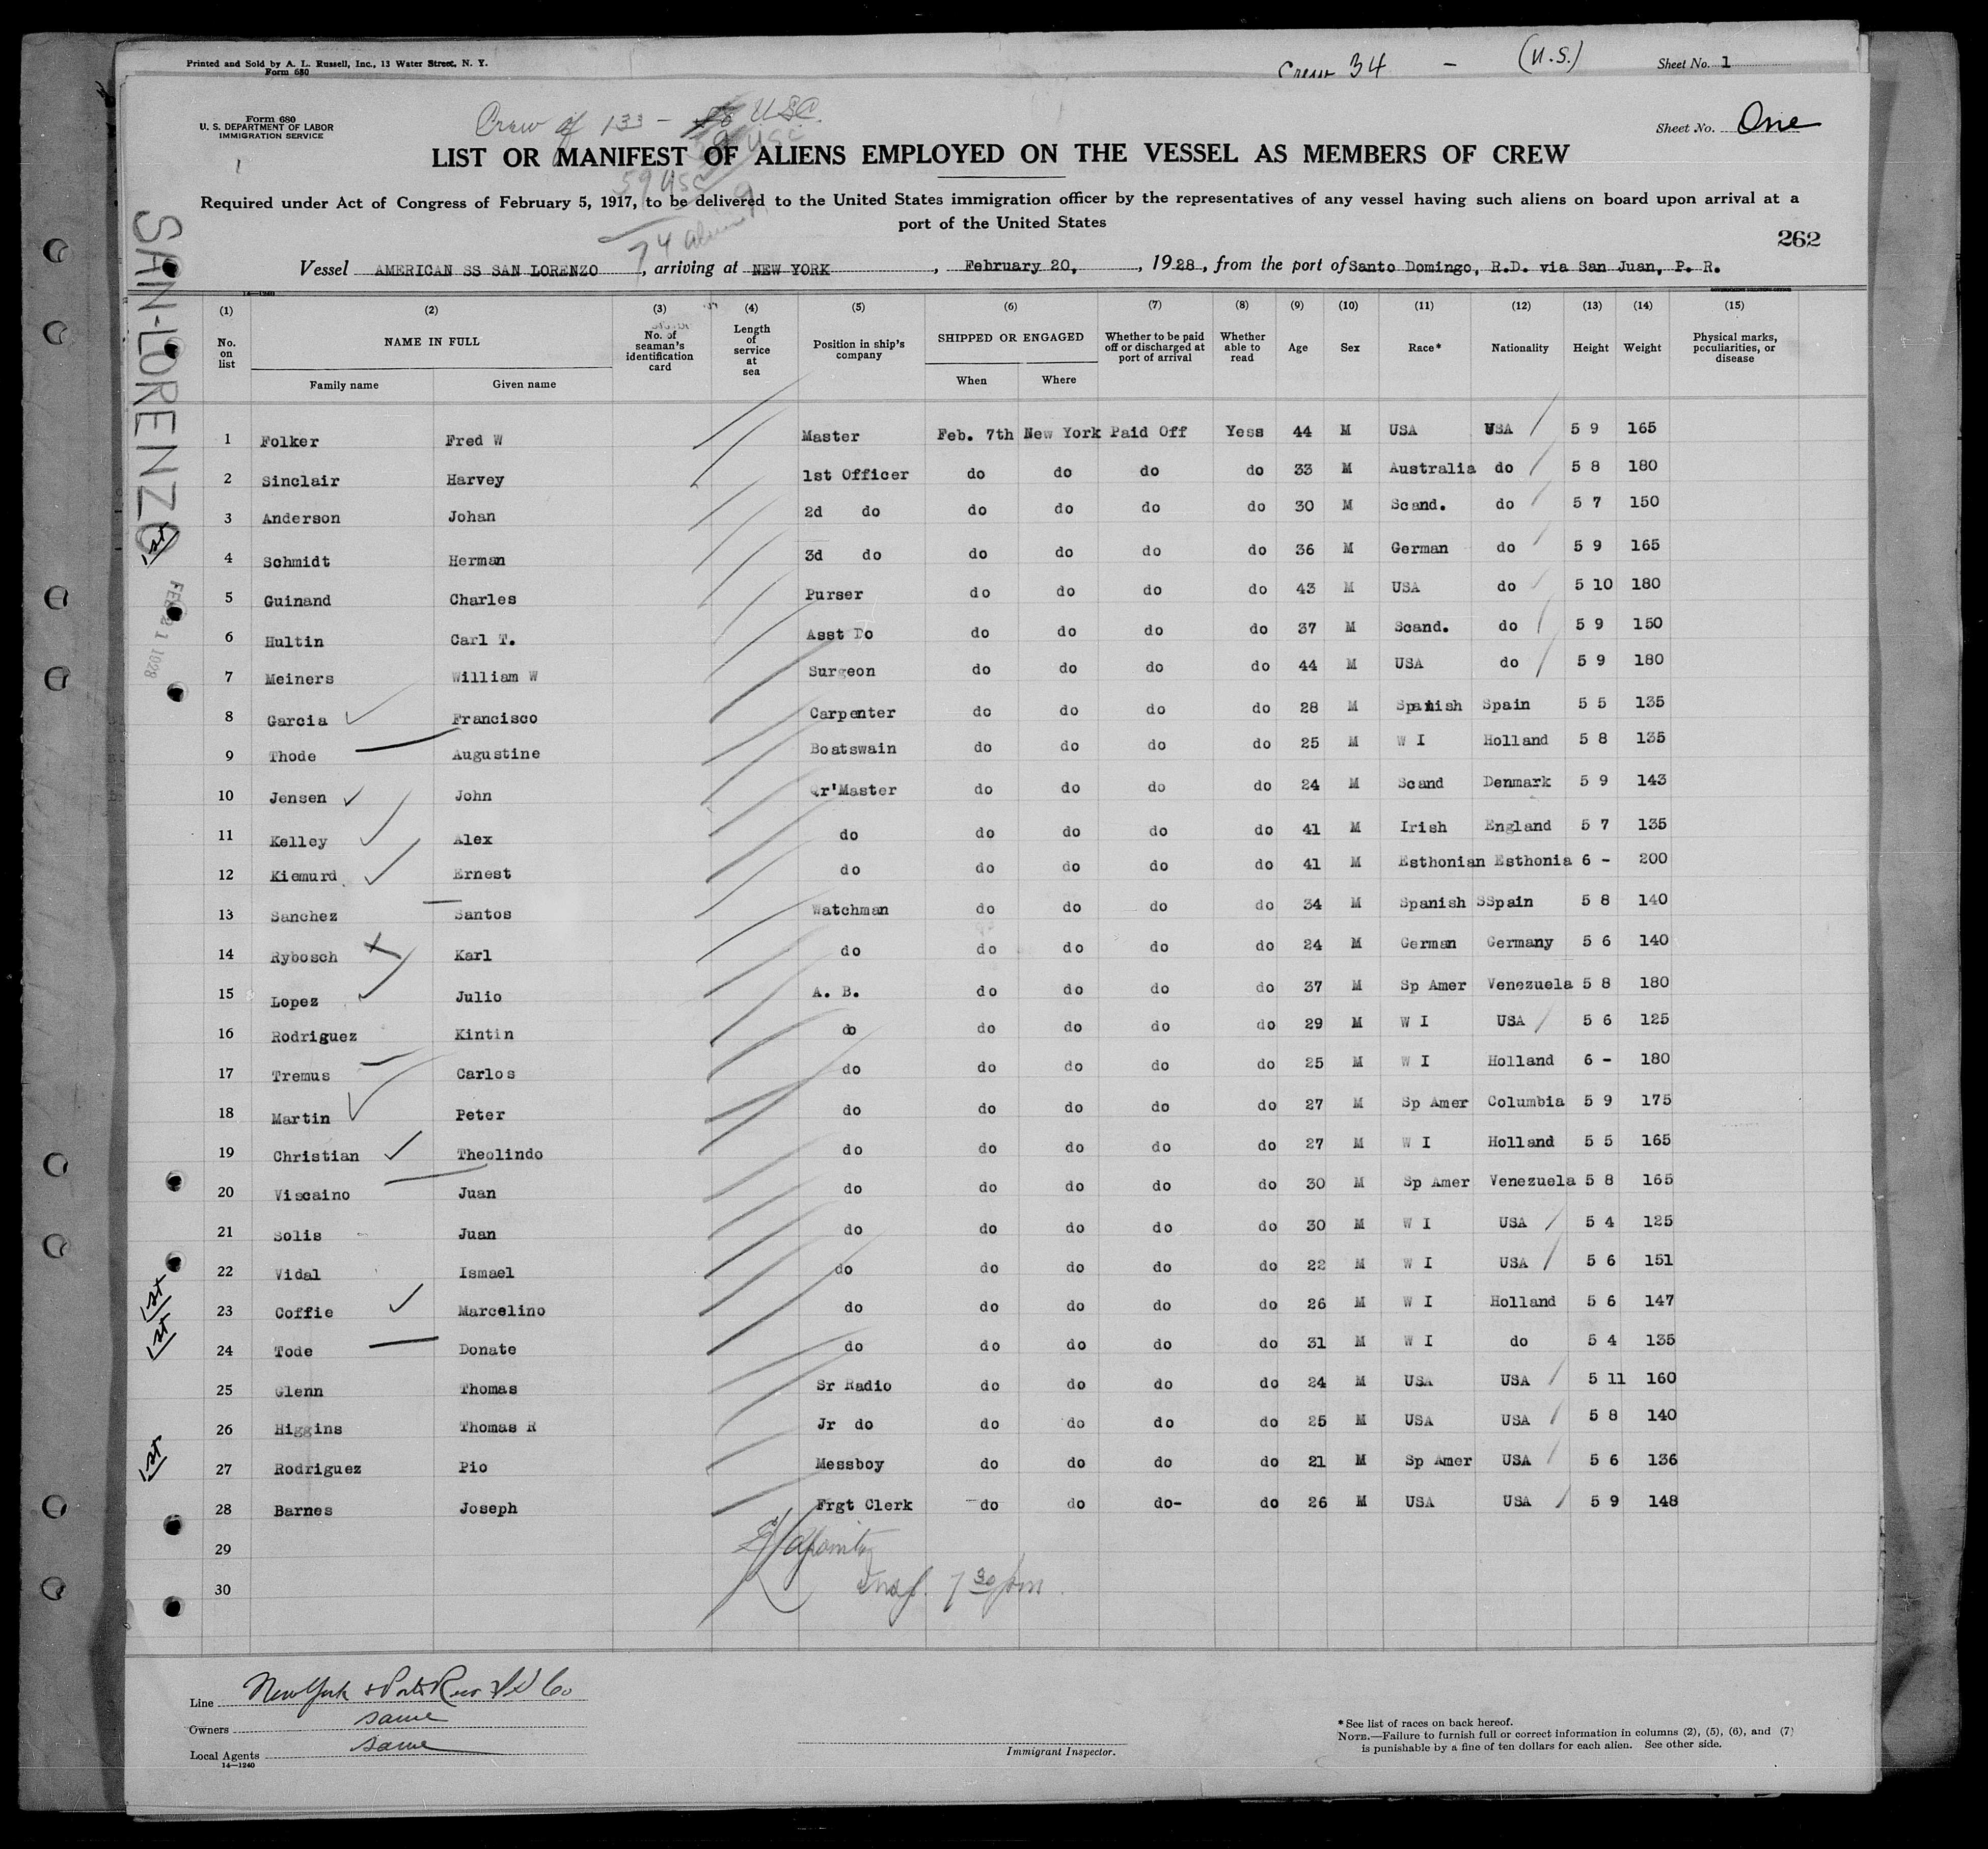 Printed and Sold by A. L. Russell, Inc., 13 Water Street, N. Y.
Form 680
Crew 34 - (U.S.)
Sheet No. 1
Form 680
U. S. DEPARTMENT OF LABOR
IMMIGRATION SERVICE
1
Crew of 133 - USC.
Sheet No. One
59 USC
74 aliens
LIST OR MANIFEST OF ALIENS EMPLOYED ON THE VESSEL AS MEMBERS OF CREW
Required under Act of Congress of February 5, 1917, to be delivered to the United States immigration officer by the representatives of any vessel having such aliens on board upon arrival at a
port of the United States
262
Vessel AMERICAN SS SAN LORENZO, arriving at NEW YORK, February 20, 1928, from the port of Santo Domingo, R.D. via San Juan, P. R.
SAN-LORENZO
FEB 21 1928
14-1240
(1) (2) (3) (4) (5) (6) (7) (8) (9) (10) (11) (12) (13) (14) (15)
No. on list NAME IN FULL Family name Given name No. of seaman's identification card Length of service at sea Position in ship's company SHIPPED OR ENGAGED When Where Whether to be paid off or discharged at port of arrival Whether able to read Age Sex Race* Nationality Height Weight Physical marks, peculiarities, or disease
1 Folker Fred W Master Feb. 7th New York Paid Off Yess 44 M USA USA / 5 9 165
2 Sinclair Harvey 1st Officer do do do do 33 M Australia do / 5 8 180
3 Anderson Johan 2d do do do do do 30 M Scand. do / 5 7 150
1st 4 Schmidt Herman 3d do do do do do 36 M German do / 5 9 165
5 Guinand Charles Purser do do do do 43 M USA do / 5 10 180
6 Hultin Carl T. Asst Do do do do do 37 M Scand. do / 5 9 150
7 Meiners William W Surgeon do do do do 44 M USA do / 5 9 180
8 Garcia ✓ Francisco Carpenter do do do do 28 M Spanish Spain 5 5 135
9 Thode — Augustine Boatswain do do do do 25 M W I Holland 5 8 135
10 Jensen ✓ John Qr'Master do do do do 24 M Scand Denmark 5 9 143
11 Kelley ✓ Alex do do do do do 41 M Irish England 5 7 135
12 Kiemurd ✓ Ernest do do do do do 41 M Esthonian Esthonia 6 - 200
13 Sanchez — Santos Watchman do do do do 34 M Spanish SSpain 5 8 140
14 Rybosch x Karl do do do do do 24 M German Germany 5 6 140
15 Lopez ✓ Julio A. B. do do do do 37 M Sp Amer Venezuela 5 8 180
16 Rodriguez Kintin do do do do do 29 M W I USA / 5 6 125
17 Tremus — Carlos do do do do do 25 M W I Holland 6 - 180
18 Martin ✓ Peter do do do do do 27 M Sp Amer Columbia 5 9 175
19 Christian ✓ Theolindo do do do do do 27 M W I Holland 5 5 165
20 Viscaino — Juan do do do do do 30 M Sp Amer Venezuela 5 8 165
21 Solis Juan do do do do do 30 M W I USA / 5 4 125
22 Vidal Ismael do do do do do 22 M W I USA / 5 6 151
1st 23 Coffie ✓ Marcelino do do do do do 26 M W I Holland 5 6 147
1st 24 Tode — Donate do do do do do 31 M W I do 5 4 135
25 Glenn Thomas Sr Radio do do do do 24 M USA USA / 5 11 160
26 Higgins Thomas R Jr do do do do do 25 M USA USA / 5 8 140
1st 27 Rodriguez Pio Messboy do do do do 21 M Sp Amer USA / 5 6 136
28 Barnes Joseph Frgt Clerk do do do- do 26 M USA USA / 5 9 148
29
30
Insp. 7 30 pm.
Line New York & Porto Rico SS Co
Owners same
Local Agents same
14—1240
Immigrant Inspector.
* See list of races on back hereof.
NOTE.—Failure to furnish full or correct information in columns (2), (5), (6), and (7)
is punishable by a fine of ten dollars for each alien. See other side.